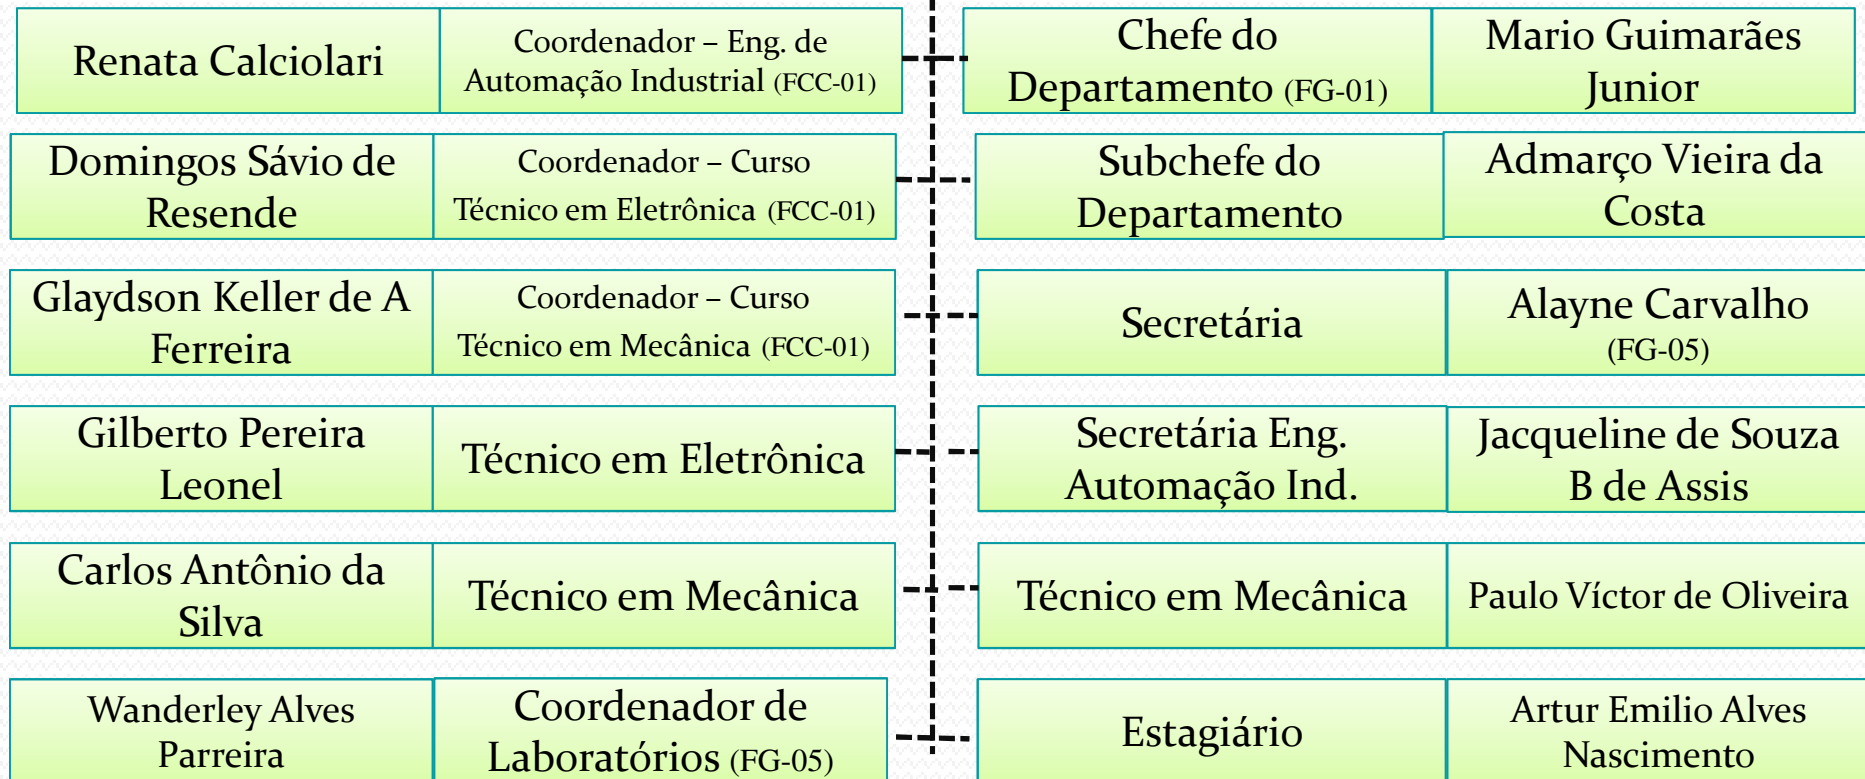 Renata Calciolari
Coordenador – Eng. de
Automação Industrial (FCC-01)
Chefe do
Departamento (FG-01)
Mario Guimarães
Junior
Domingos Sávio de
Resende
Coordenador – Curso
Técnico em Eletrônica (FCC-01)
Subchefe do
Departamento
Admarço Vieira da
Costa
Glaydson Keller de A
Ferreira
Coordenador – Curso
Técnico em Mecânica (FCC-01)
Secretária
Alayne Carvalho
(FG-05)
Gilberto Pereira
Leonel
Técnico em Eletrônica
Secretária Eng.
Automação Ind.
Jacqueline de Souza
B de Assis
Carlos Antônio da
Silva
Técnico em Mecânica
Técnico em Mecânica
Paulo Víctor de Oliveira
Wanderley Alves
Parreira
Coordenador de
Laboratórios (FG-05)
Estagiário
Artur Emilio Alves
Nascimento